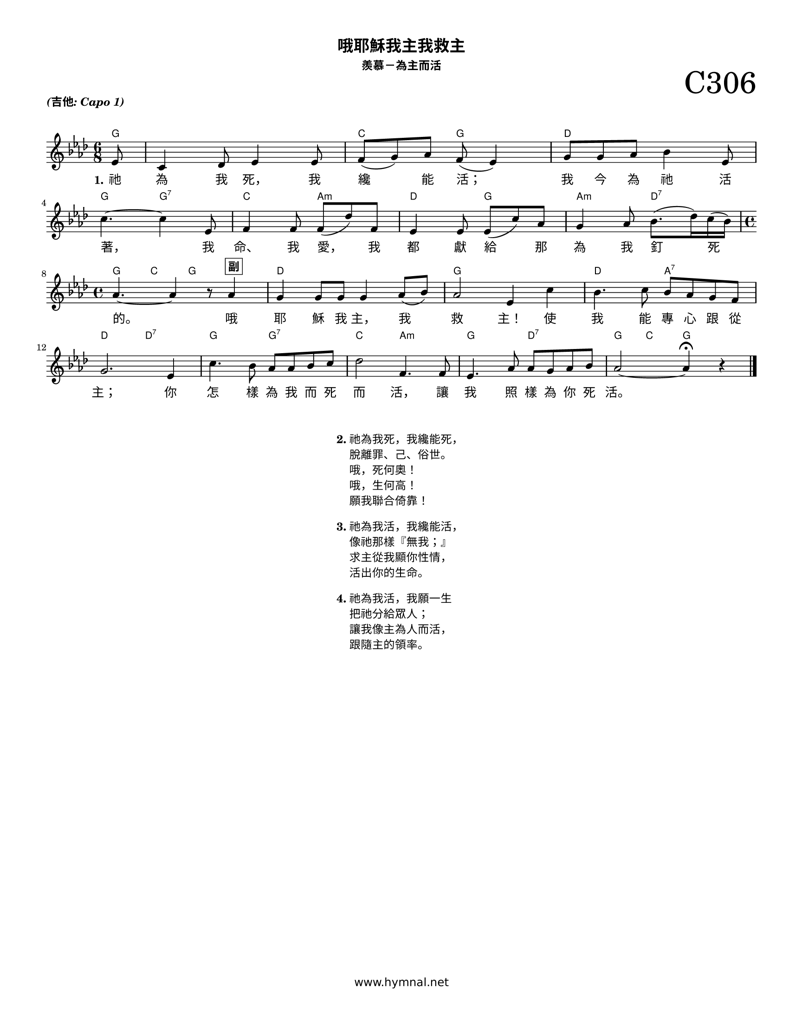 哦耶穌我主我救主
羨慕－為主而活
C306
(吉他: Capo 1)
G C G D
1. 祂 為 我 死， 我 纔 能 活； 我 今 為 祂 活
4 G G7 C Am D G Am D7
著， 我 命、 我 愛， 我 都 獻 給 那 為 我 釘 死
8 G C G 副 D G D A7
的。 哦 耶 穌 我 主， 我 救 主！ 使 我 能 專 心 跟 從
12 D D7 G G7 C Am G D7 G C G
主； 你 怎 樣 為 我 而 死 而 活， 讓 我 照 樣 為 你 死 活。
2. 祂為我死，我纔能死，
脫離罪、己、俗世。
哦，死何奧！
哦，生何高！
願我聯合倚靠！
3. 祂為我活，我纔能活，
像祂那樣『無我；』
求主從我顯你性情，
活出你的生命。
4. 祂為我活，我願一生
把祂分給眾人；
讓我像主為人而活，
跟隨主的領率。
www.hymnal.net